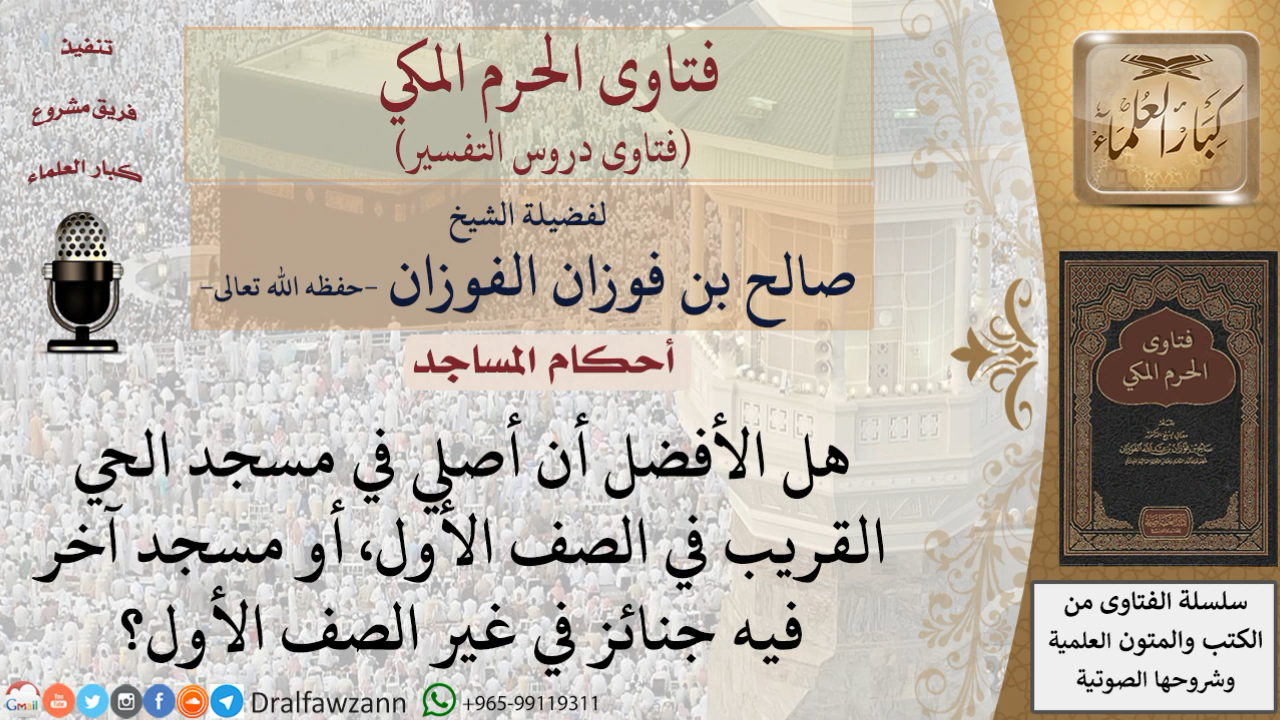 تنفيذ
فريق مشروع
كبار العلماء
فتاوى الحرم المكي
(فتاوى دروس التفسير)
لفضيلة الشيخ
صالح بن فوزان الفوزان -حفظه الله تعالى-
أحكام المساجد
هل الأفضل أن أصلي في مسجد الحي
القريب في الصف الأول، أو مسجد آخر
فيه جنائز في غير الصف الأول؟
كبار العلماء
فتاوى
الحرم المكي
سلسلة الفتاوى من
الكتب والمتون العلمية
وشروحها الصوتية
Gmail
You
Tube
Dralfawzann
+965-99119311